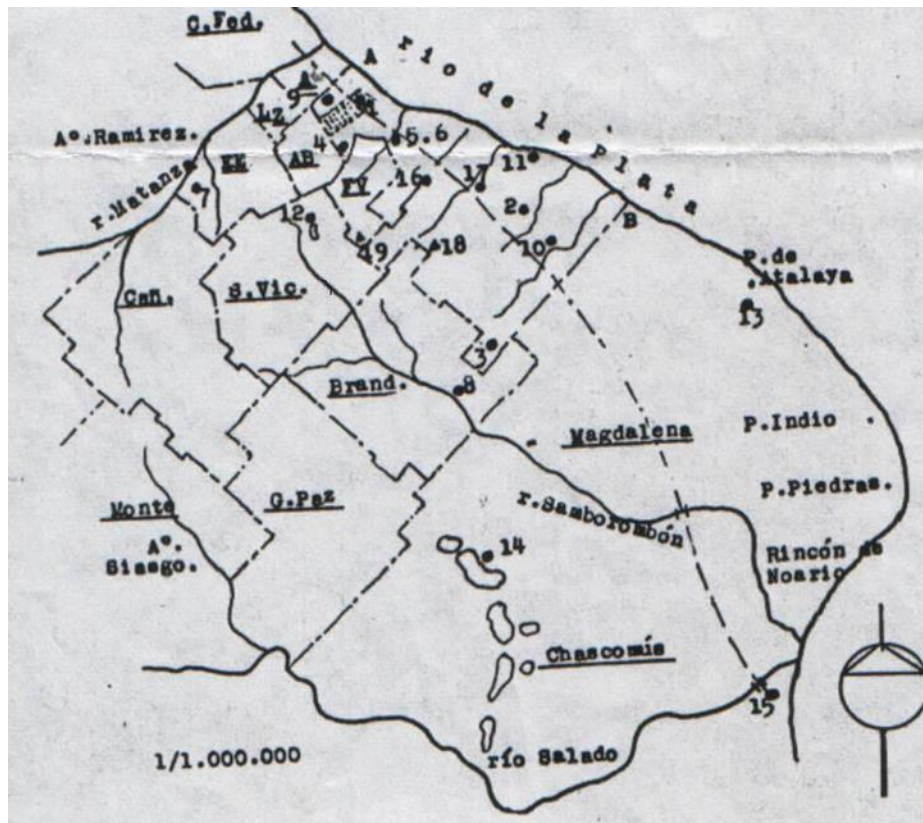 C.Fed.
río de la plata
A
A
9
LZ
Aº.Ramirez.
4
5.6
EE
AB
FV
16
17
11
r.Matanza
7
12
2
B
19
18
10
P.de
Atalaya
Cañ.
S.Vic.
13
3
Brand.
8
Magdalena
P.Indio
G.Paz
P.Piedras.
Monte
r.Samborombón
Aº.
Siasgo.
14
Rincón de
Noario
Chascomús
15
río Salado
1/1.000.000